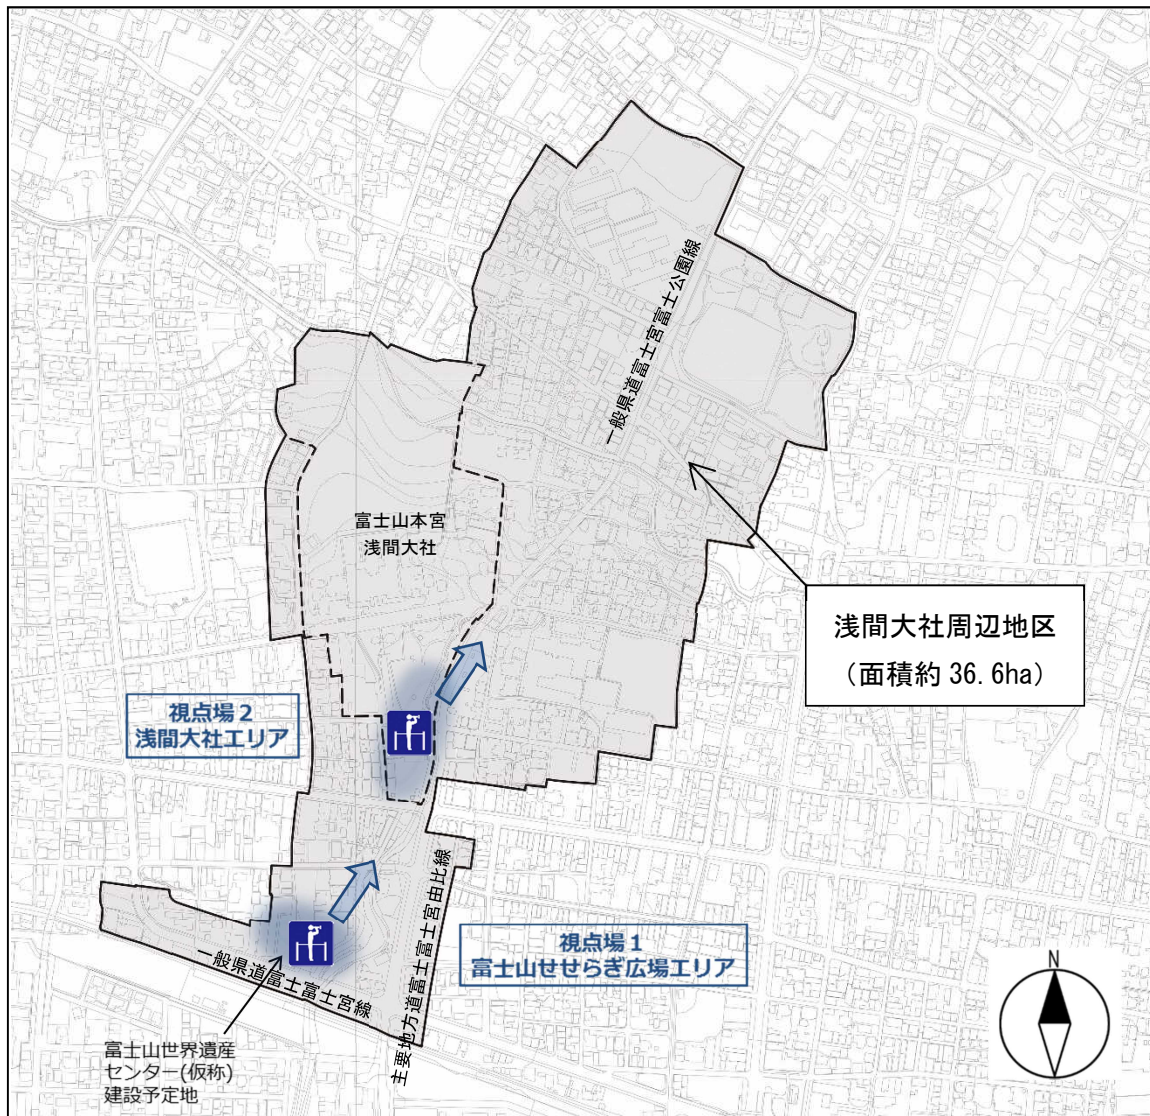 一般県道富士宮富士公園線
富士山本宮
浅間大社
浅間大社周辺地区
（面積約 36.6ha）
視点場２
浅間大社エリア
視点場１
富士山せせらぎ広場エリア
主要地方道富士富士宮由比線
一般県道富士富士宮線
富士山世界遺産
センター(仮称)
建設予定地
N